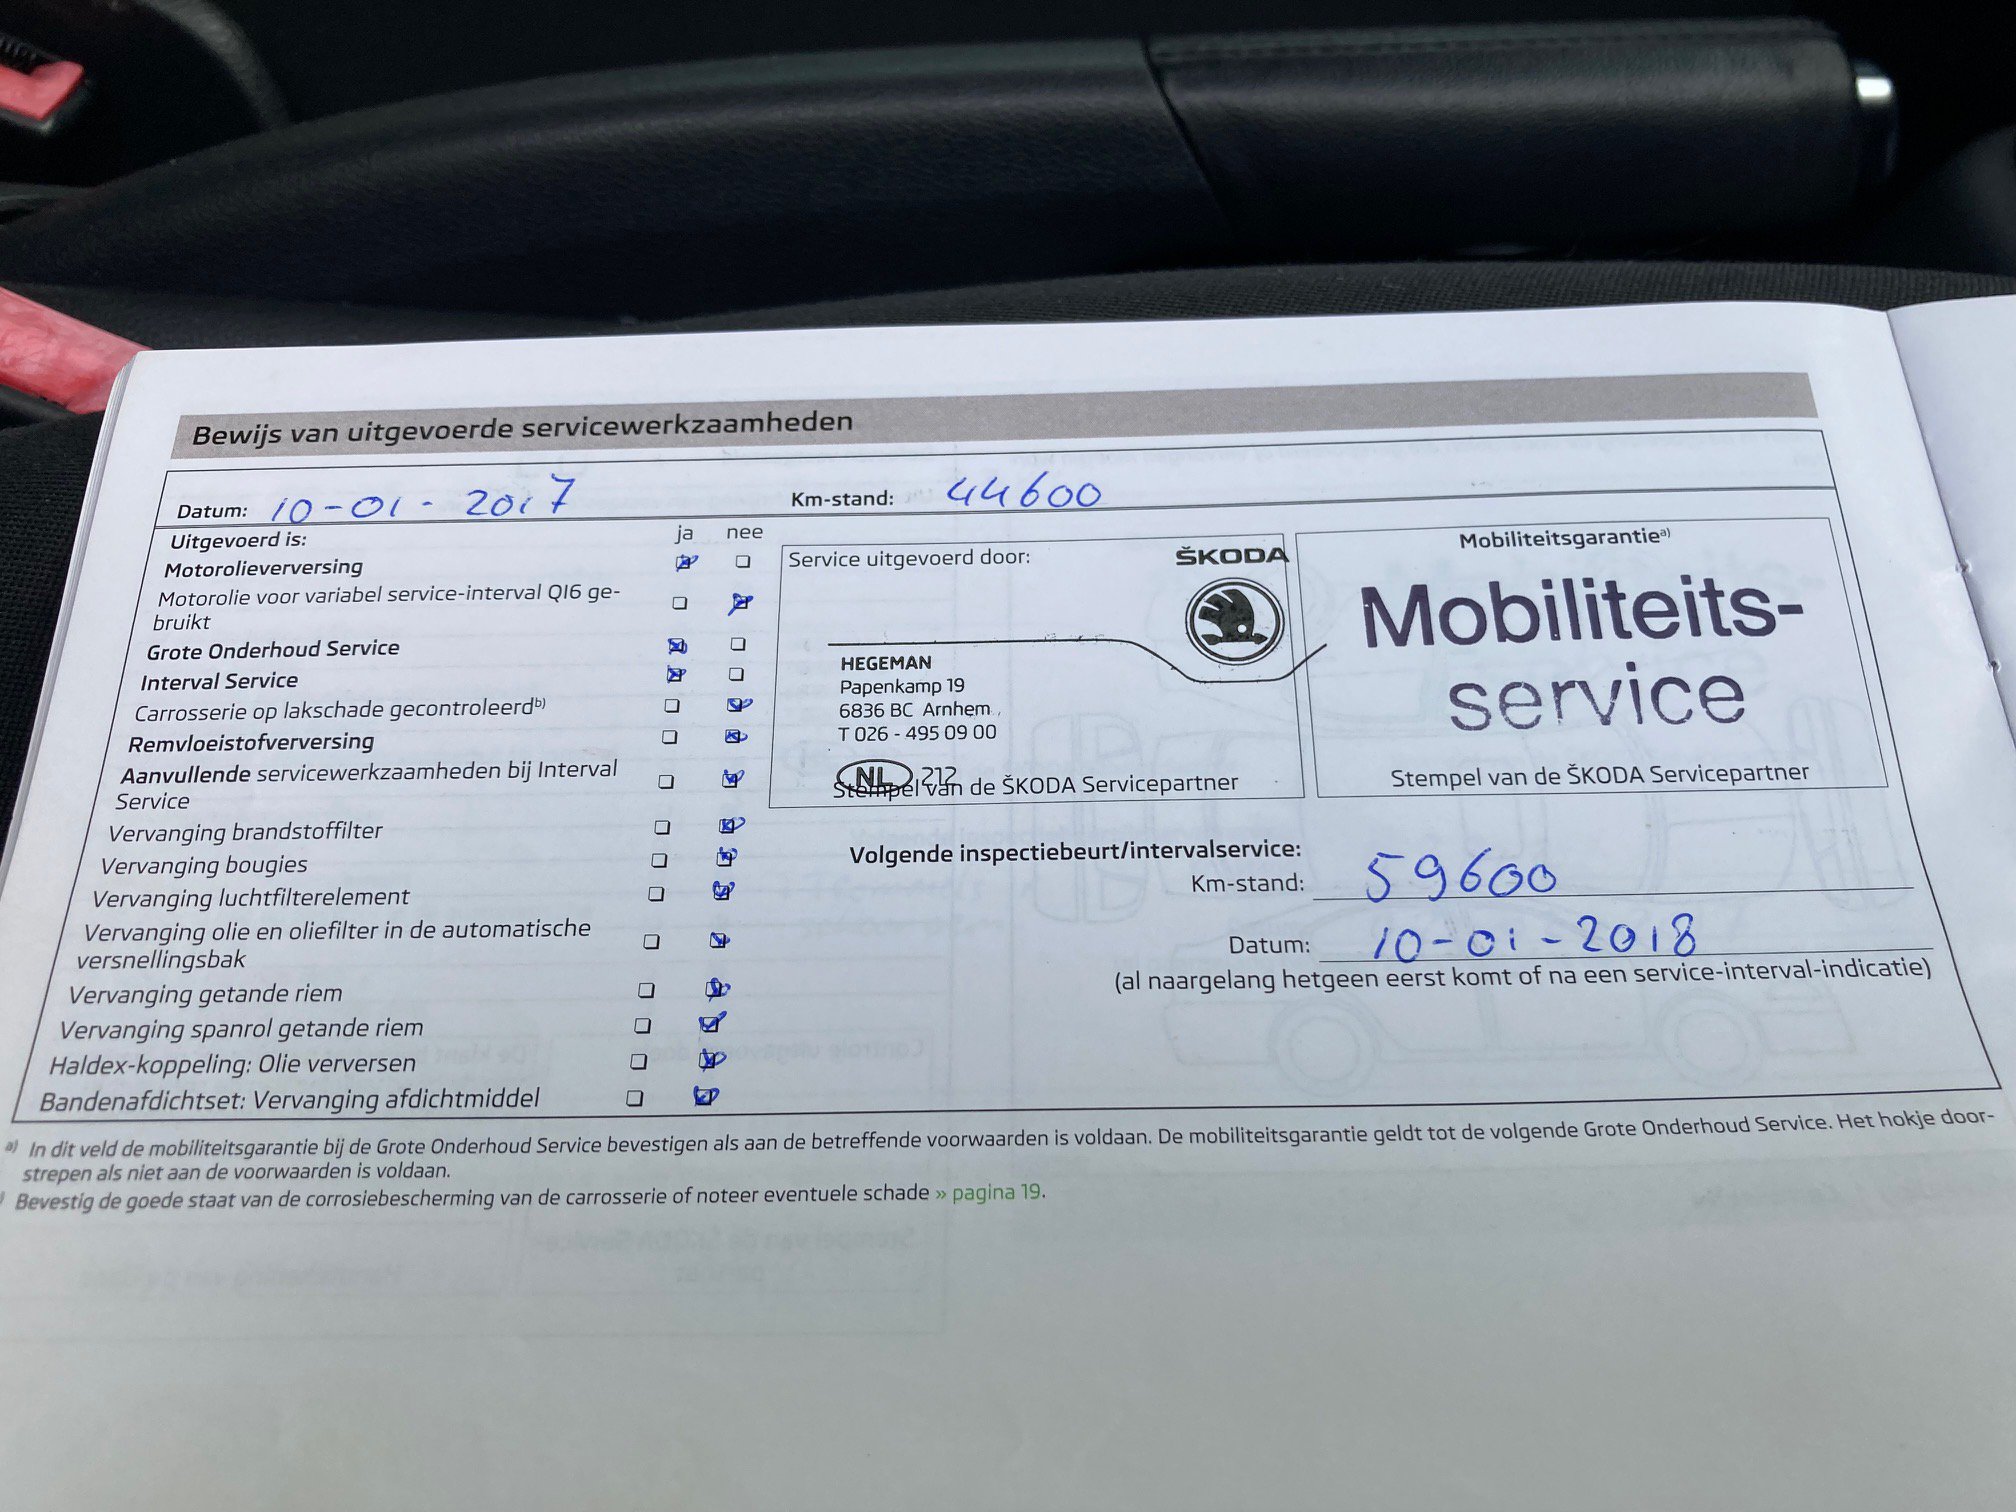 Bewijs van uitgevoerde servicewerkzaamheden
Datum: 10-01-2017
Km-stand: 44600
Uitgevoerd is:
ja nee
Motorolieverversing
Motorolie voor variabel service-interval QI6 ge-
bruikt
Grote Onderhoud Service
Interval Service
Carrosserie op lakschade gecontroleerd b)
Remvloeistofverversing
Aanvullende servicewerkzaamheden bij Interval
Service
Vervanging brandstoffilter
Vervanging bougies
Vervanging luchtfilterelement
Vervanging olie en oliefilter in de automatische
versnellingsbak
Vervanging getande riem
Vervanging spanrol getande riem
Haldex-koppeling: Olie verversen
Bandenafdichtset: Vervanging afdichtmiddel
Service uitgevoerd door:
ŠKODA
HEGEMAN
Papenkamp 19
6836 BC Arnhem
T 026 - 495 09 00
NL 212
Stempel van de ŠKODA Servicepartner
Mobiliteitsgarantie a)
Mobiliteits-
service
Stempel van de ŠKODA Servicepartner
Volgende inspectiebeurt/intervalservice:
Km-stand: 59600
Datum: 10-01-2018
(al naargelang hetgeen eerst komt of na een service-interval-indicatie)
a) In dit veld de mobiliteitsgarantie bij de Grote Onderhoud Service bevestigen als aan de betreffende voorwaarden is voldaan. De mobiliteitsgarantie geldt tot de volgende Grote Onderhoud Service. Het hokje door-
strepen als niet aan de voorwaarden is voldaan.
Bevestig de goede staat van de corrosiebescherming van de carrosserie of noteer eventuele schade » pagina 19.